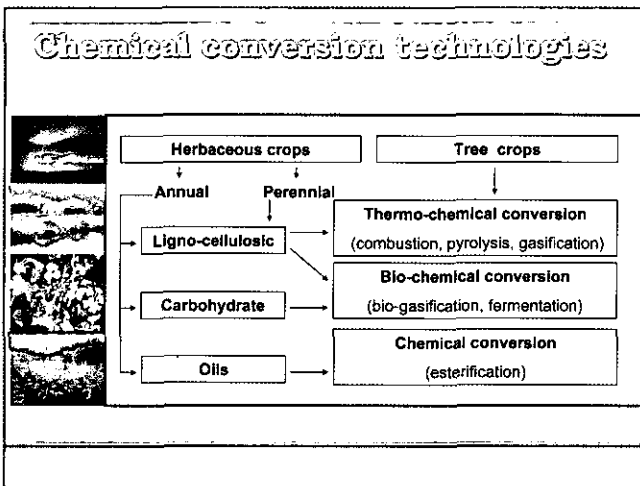 Chemical conversion technologies
Herbaceous crops
Tree crops
Annual
Perennial
Thermo-chemical conversion
(combustion, pyrolysis, gasification)
Ligno-cellulosic
Bio-chemical conversion
(bio-gasification, fermentation)
Carbohydrate
Chemical conversion
(esterification)
Oils